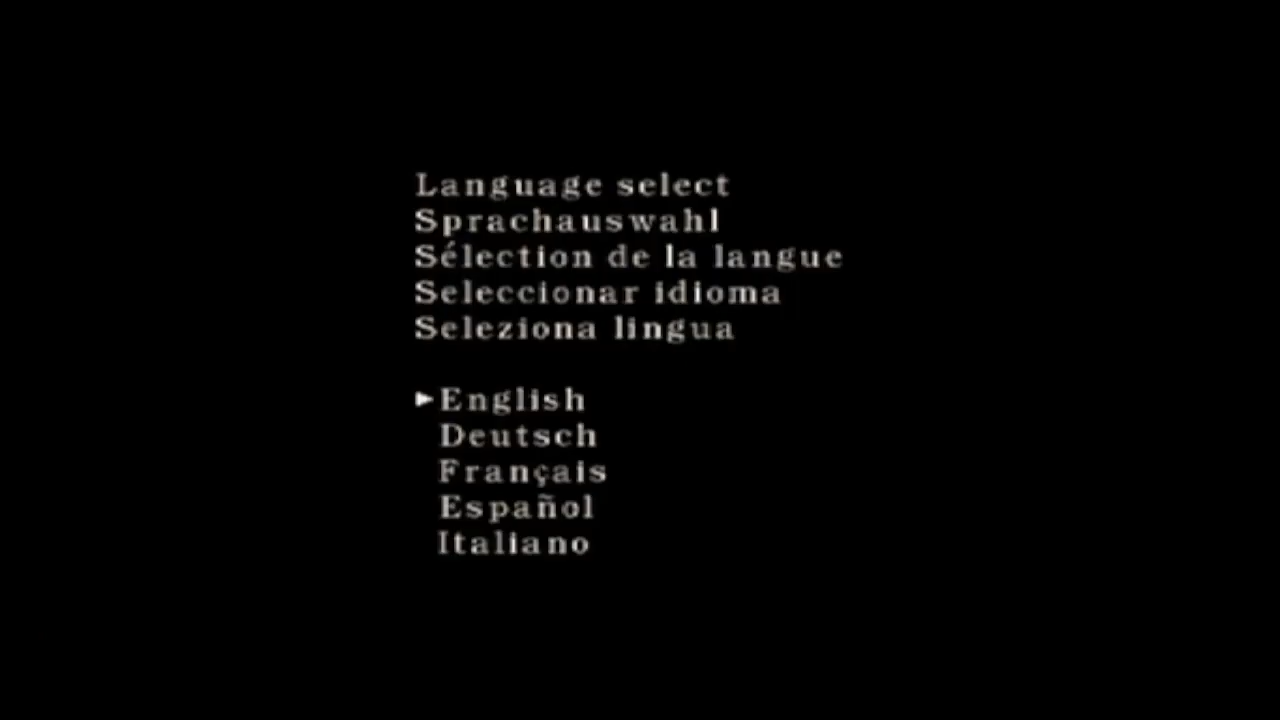 Language select
Sprachauswahl
Sélection de la langue
Seleccionar idioma
Seleziona lingua
►English
Deutsch
Français
Español
Italiano